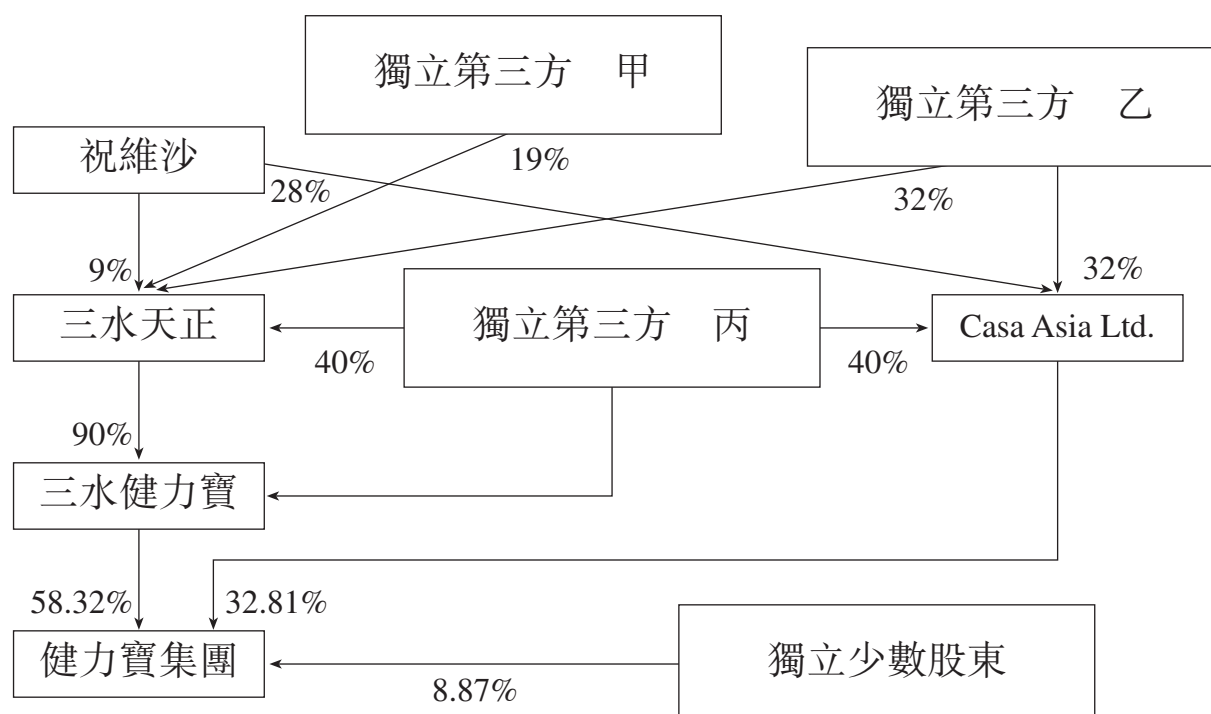 獨立第三方 甲
獨立第三方 乙
祝維沙
19%
28%
32%
9%
32%
三水天正
獨立第三方 丙
Casa Asia Ltd.
40%
40%
90%
三水健力寶
58.32%
32.81%
健力寶集團
獨立少數股東
8.87%